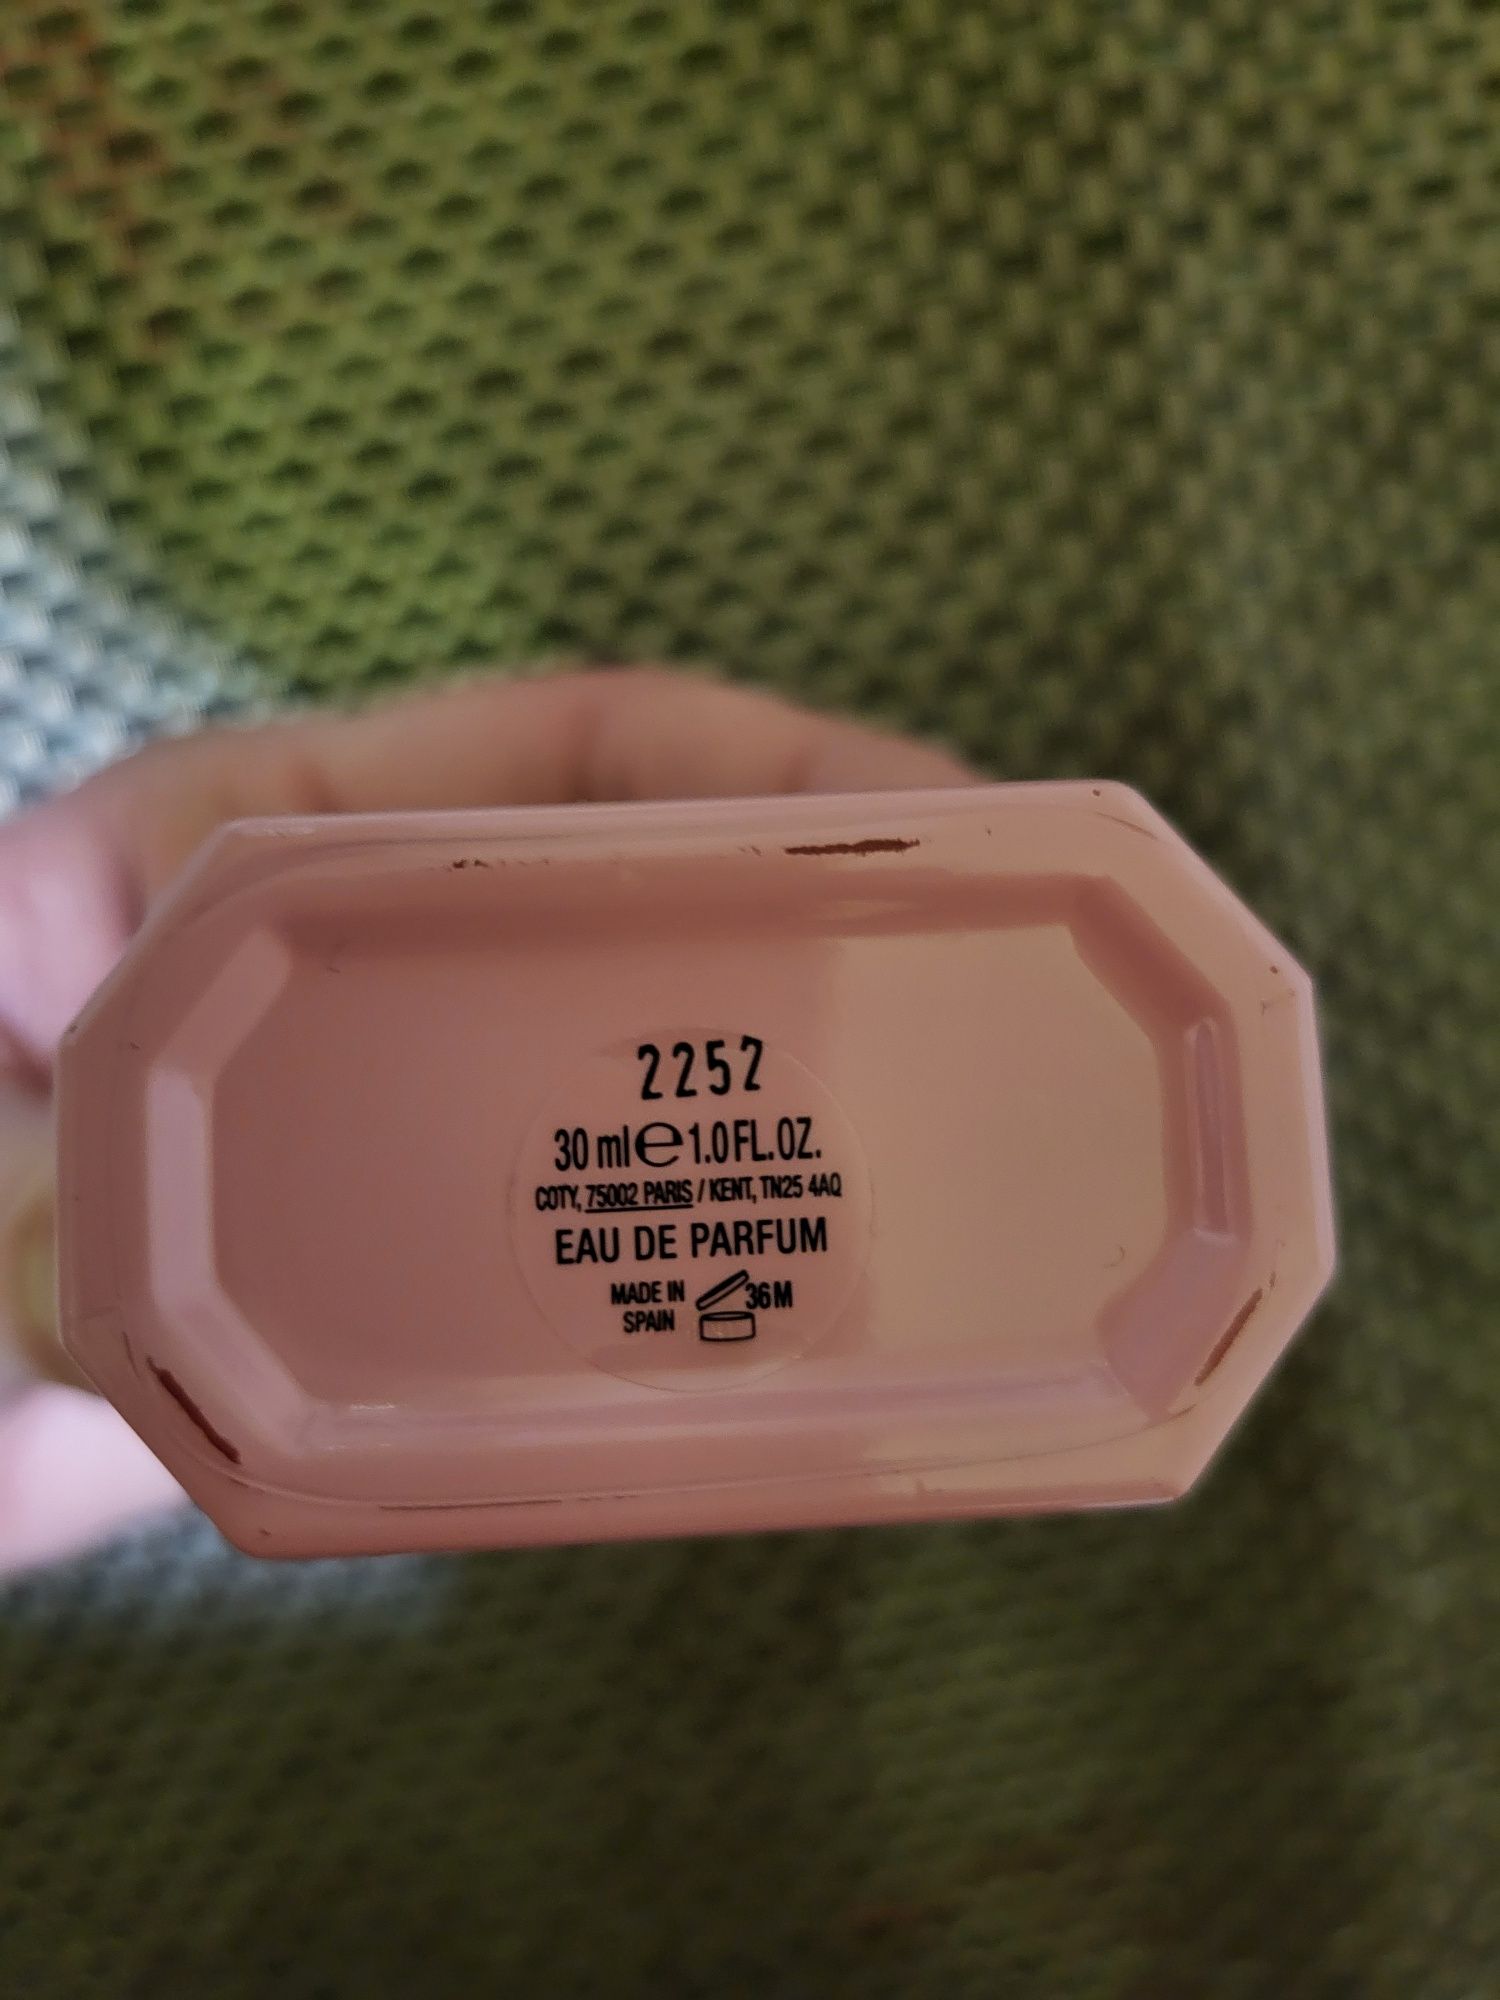 2252
30 ml e 1.0 FL. OZ.
COTY, 75002 PARIS / KENT, TN25 4AQ
EAU DE PARFUM
MADE IN
SPAIN
36 M